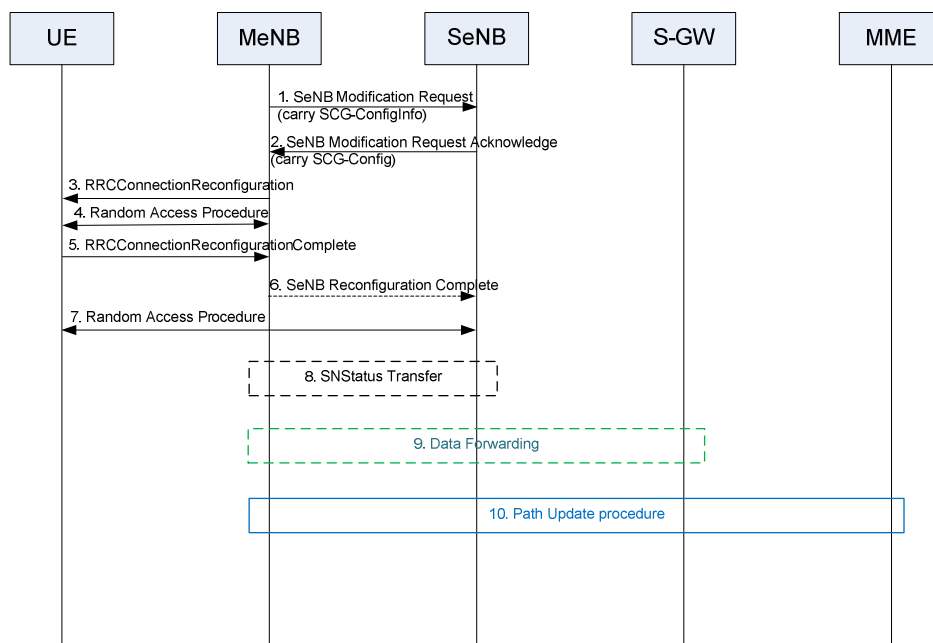 UE MeNB SeNB S-GW MME
1. SeNB Modification Request
(carry SCG-ConfigInfo)
2. SeNB Modification Request Acknowledge
(carry SCG-Config)
3. RRCConnectionReconfiguration
4. Random Access Procedure
5. RRCConnectionReconfigurationComplete
6. SeNB Reconfiguration Complete
7. Random Access Procedure
8. SNStatus Transfer
9. Data Forwarding
10. Path Update procedure